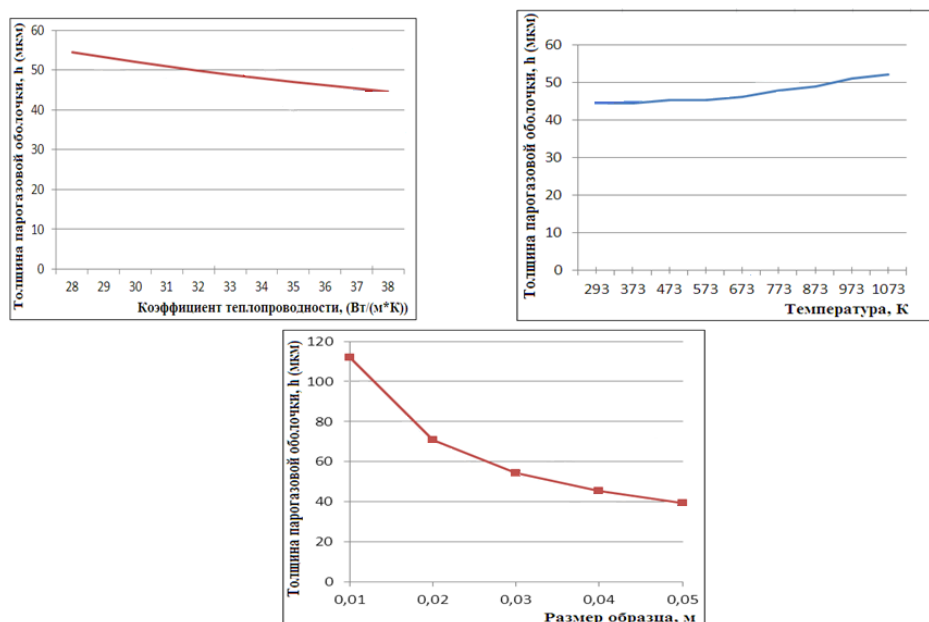 Толщина парогазовой оболочки, h (мкм)
60
50
40
30
20
10
0
28 29 30 31 32 33 34 35 36 37 38
Коэффициент теплопроводности, (Вт/(м*К))
Толщина парогазовой оболочки, h (мкм)
60
50
40
30
20
10
0
293 373 473 573 673 773 873 973 1073
Температура, К
Толщина парогазовой оболочки, h (мкм)
120
100
80
60
40
20
0
0,01 0,02 0,03 0,04 0,05
Размер образца, м